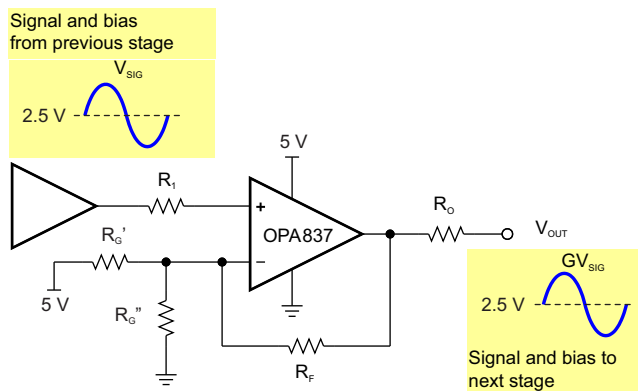 Signal and bias
from previous stage
V_SIG
2.5 V
5 V
R_1
R_O
+
OPA837
V_OUT
R_G'
−
5 V
R_G"
R_F
GV_SIG
2.5 V
Signal and bias to
next stage